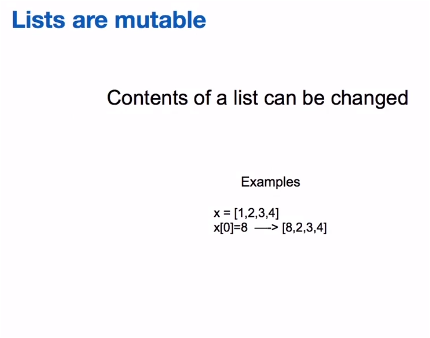 Lists are mutable
Contents of a list can be changed
Examples
x = [1,2,3,4]
x[0]=8 —-> [8,2,3,4]